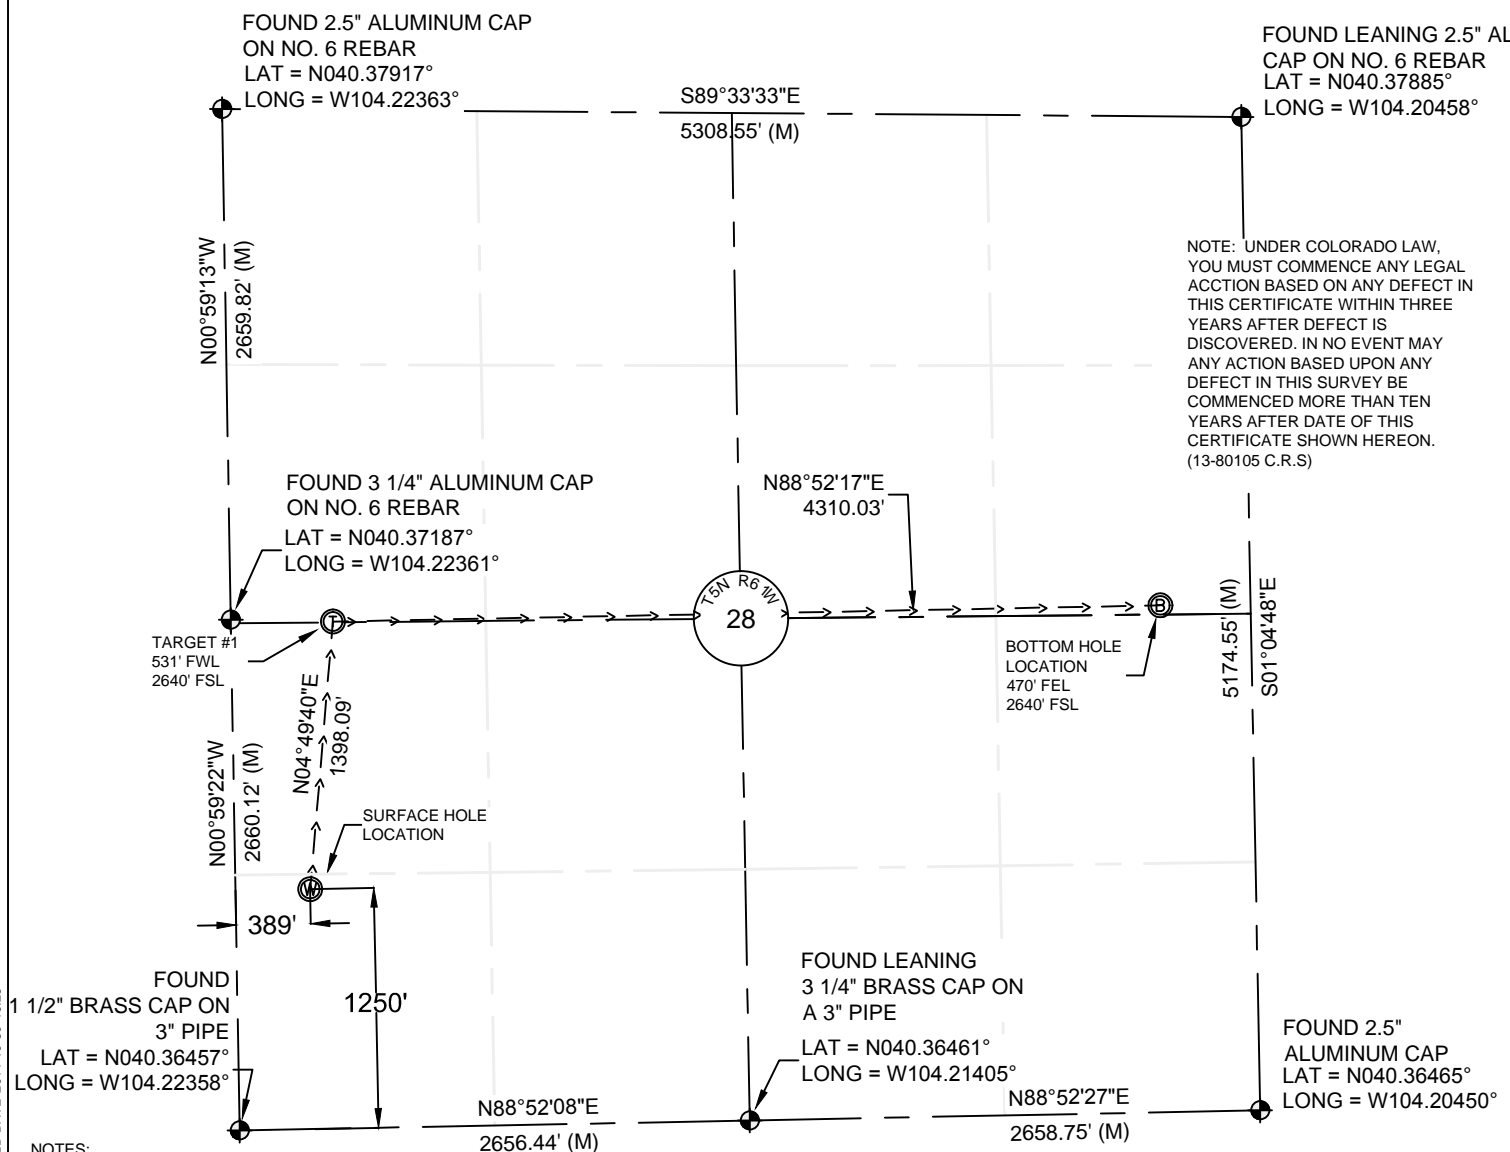 FOUND 2.5" ALUMINUM CAP
ON NO. 6 REBAR
LAT = N040.37917°
LONG = W104.22363°
S89°33'33"E
5308.55' (M)
FOUND LEANING 2.5" AL
CAP ON NO. 6 REBAR
LAT = N040.37885°
LONG = W104.20458°
N00°59'13"W
2659.82' (M)
NOTE: UNDER COLORADO LAW,
YOU MUST COMMENCE ANY LEGAL
ACCTION BASED ON ANY DEFECT IN
THIS CERTIFICATE WITHIN THREE
YEARS AFTER DEFECT IS
DISCOVERED. IN NO EVENT MAY
ANY ACTION BASED UPON ANY
DEFECT IN THIS SURVEY BE
COMMENCED MORE THAN TEN
YEARS AFTER DATE OF THIS
CERTIFICATE SHOWN HEREON.
(13-80105 C.R.S)
FOUND 3 1/4" ALUMINUM CAP
ON NO. 6 REBAR
LAT = N040.37187°
LONG = W104.22361°
N88°52'17"E
4310.03'
T5N R61W
28
T
B
TARGET #1
531' FWL
2640' FSL
BOTTOM HOLE
LOCATION
470' FEL
2640' FSL
5174.55' (M)
S01°04'48"E
N04°49'40"E
1398.09'
N00°59'22"W
2660.12' (M)
SURFACE HOLE
LOCATION
W
389'
1250'
FOUND
1 1/2" BRASS CAP ON
3" PIPE
LAT = N040.36457°
LONG = W104.22358°
FOUND LEANING
3 1/4" BRASS CAP ON
A 3" PIPE
LAT = N040.36461°
LONG = W104.21405°
FOUND 2.5"
ALUMINUM CAP
LAT = N040.36465°
LONG = W104.20450°
N88°52'08"E
2656.44' (M)
N88°52'27"E
2658.75' (M)
NOTES: